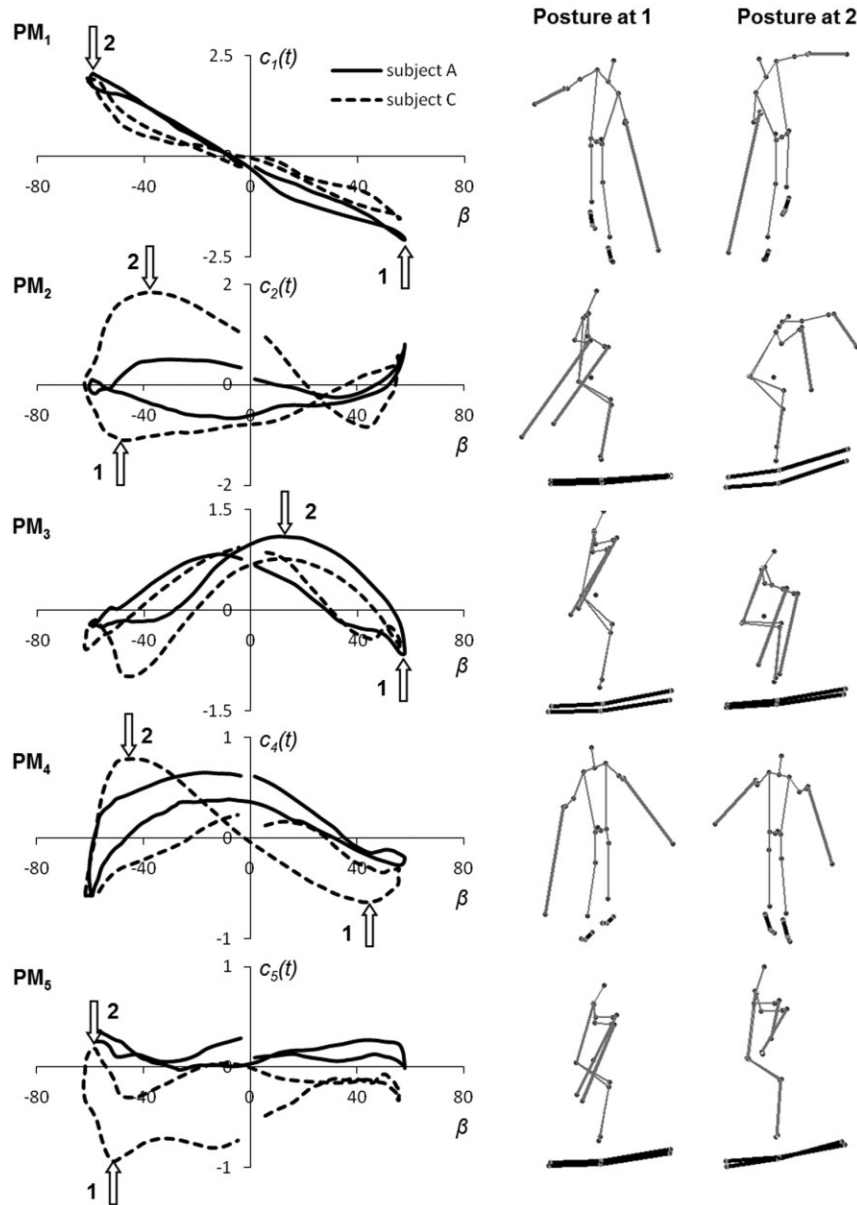 Posture at 1 Posture at 2
PM1
2
2.5
c1(t)
subject A
subject C
-80 -40 0 40 80
β
-2.5
1
PM2
2
2
c2(t)
-80 -40 0 40 80
β
-2
1
PM3
1.5
2
c3(t)
-80 -40 0 40 80
β
-1.5
1
PM4
2
1
c4(t)
-80 -40 0 40 80
β
-1
1
PM5
2
1
c5(t)
-80 -40 0 40 80
β
-1
1